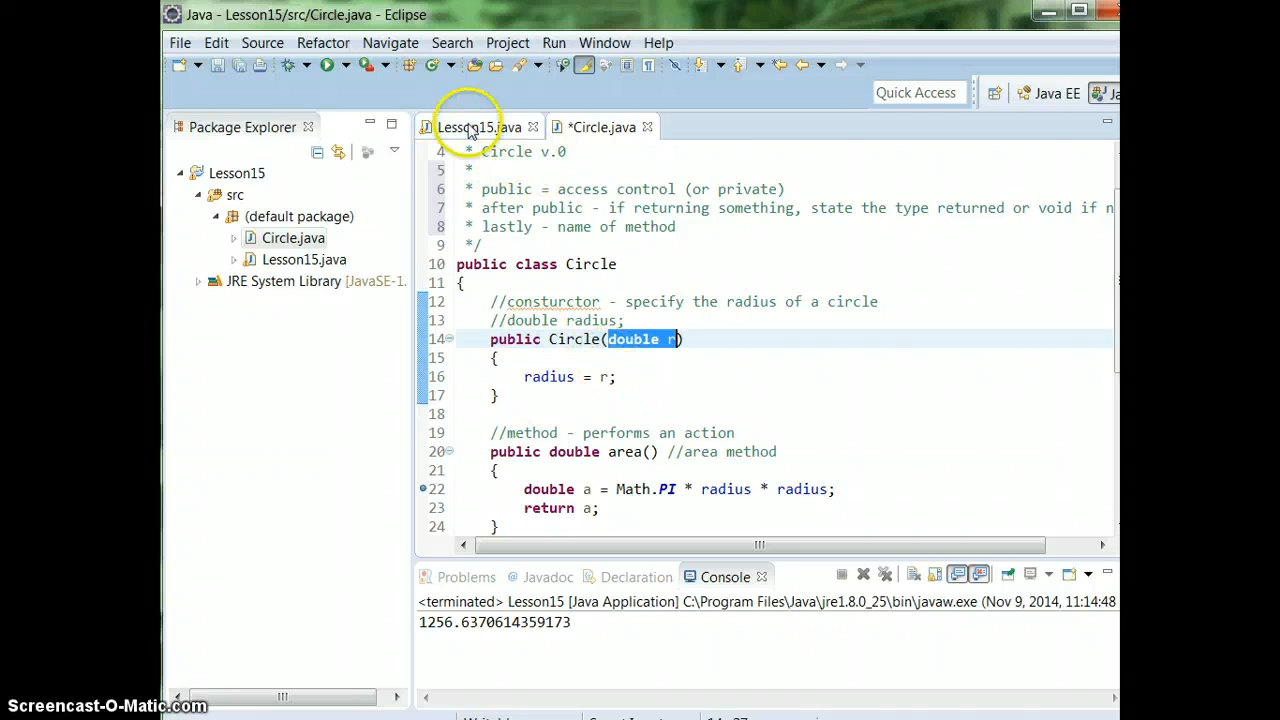 Java - Lesson15/src/Circle.java - Eclipse
File Edit Source Refactor Navigate Search Project Run Window Help
Quick Access
Java EE
Package Explorer
Lesson15.java
*Circle.java
Lesson15
src
(default package)
Circle.java
Lesson15.java
JRE System Library [JavaSE-1.
4 * Circle v.0
5 *
6 * public = access control (or private)
7 * after public - if returning something, state the type returned or void if n
8 * lastly - name of method
9 */
10 public class Circle
11 {
12 //consturctor - specify the radius of a circle
13 //double radius;
14 public Circle(double r)
15 {
16 radius = r;
17 }
18
19 //method - performs an action
20 public double area() //area method
21 {
22 double a = Math.PI * radius * radius;
23 return a;
24 }
Problems @ Javadoc Declaration Console
<terminated> Lesson15 [Java Application] C:\Program Files\Java\jre1.8.0_25\bin\javaw.exe (Nov 9, 2014, 11:14:48
1256.6370614359173
Screencast-O-Matic.com